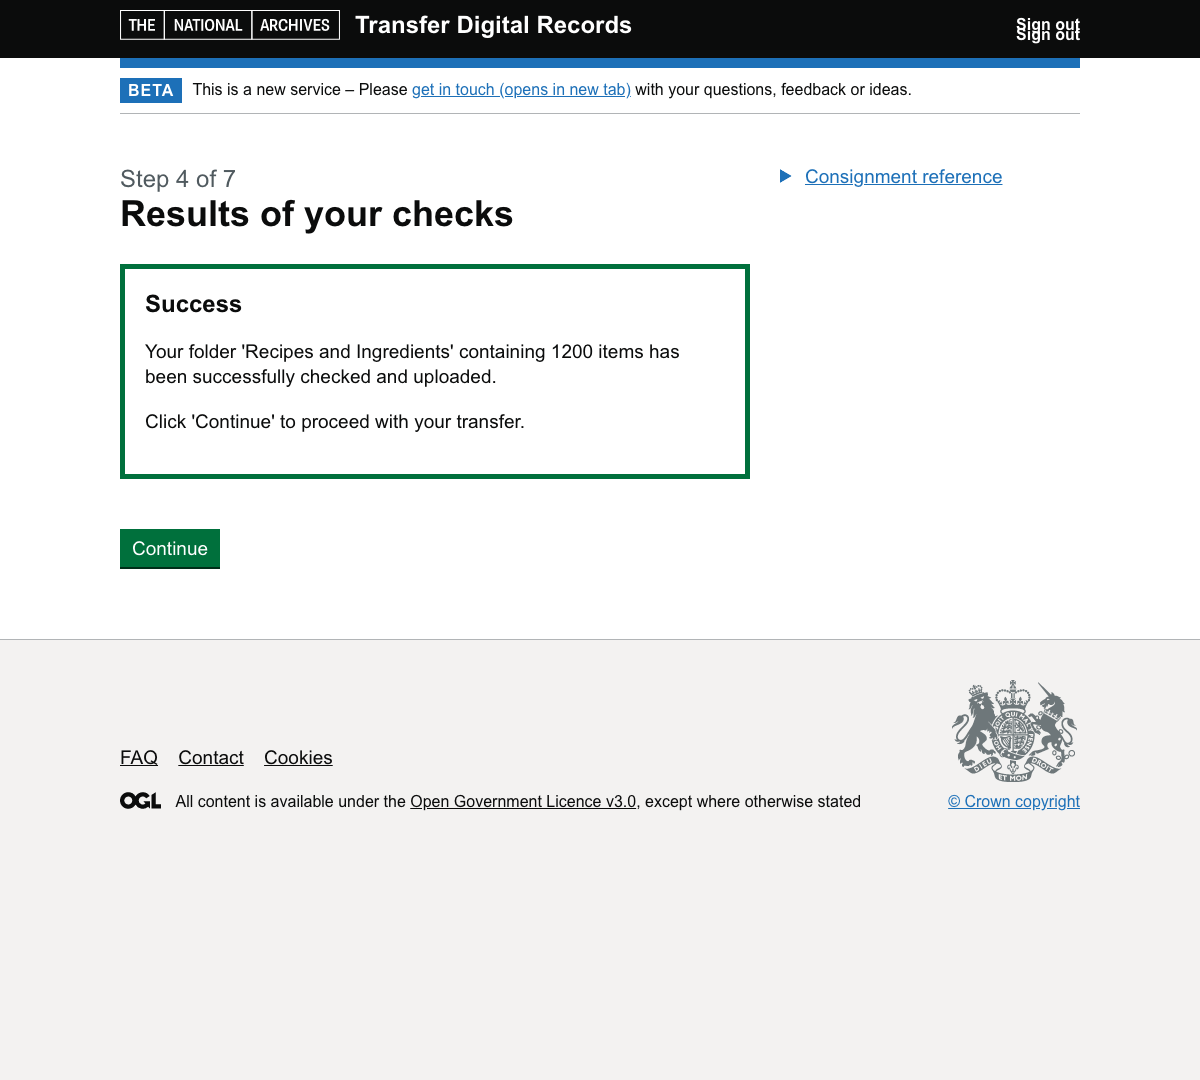 THE NATIONAL ARCHIVES Transfer Digital Records
Sign out
Sign out
BETA This is a new service – Please get in touch (opens in new tab) with your questions, feedback or ideas.
Step 4 of 7
Results of your checks
Consignment reference
Success
Your folder 'Recipes and Ingredients' containing 1200 items has
been successfully checked and uploaded.
Click 'Continue' to proceed with your transfer.
Continue
FAQ Contact Cookies
OGL All content is available under the Open Government Licence v3.0, except where otherwise stated
DIEU ET MON DROIT
© Crown copyright